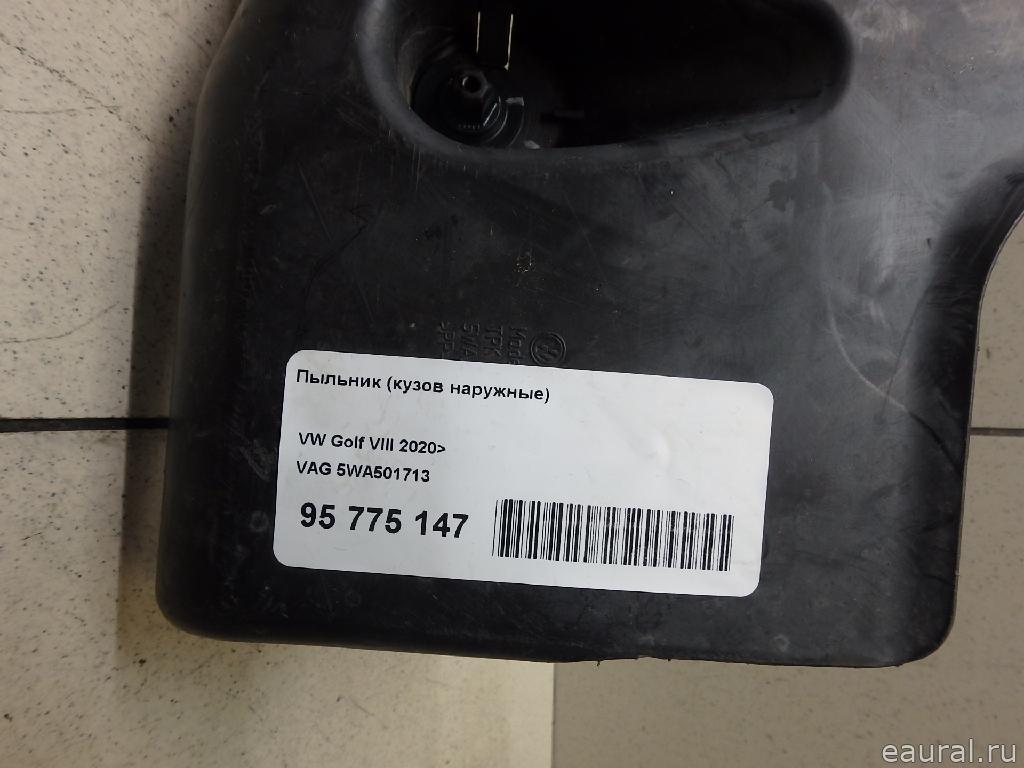 Пыльник (кузов наружные)
VW Golf VIII 2020>
VAG 5WA501713
95 775 147
eaural.ru